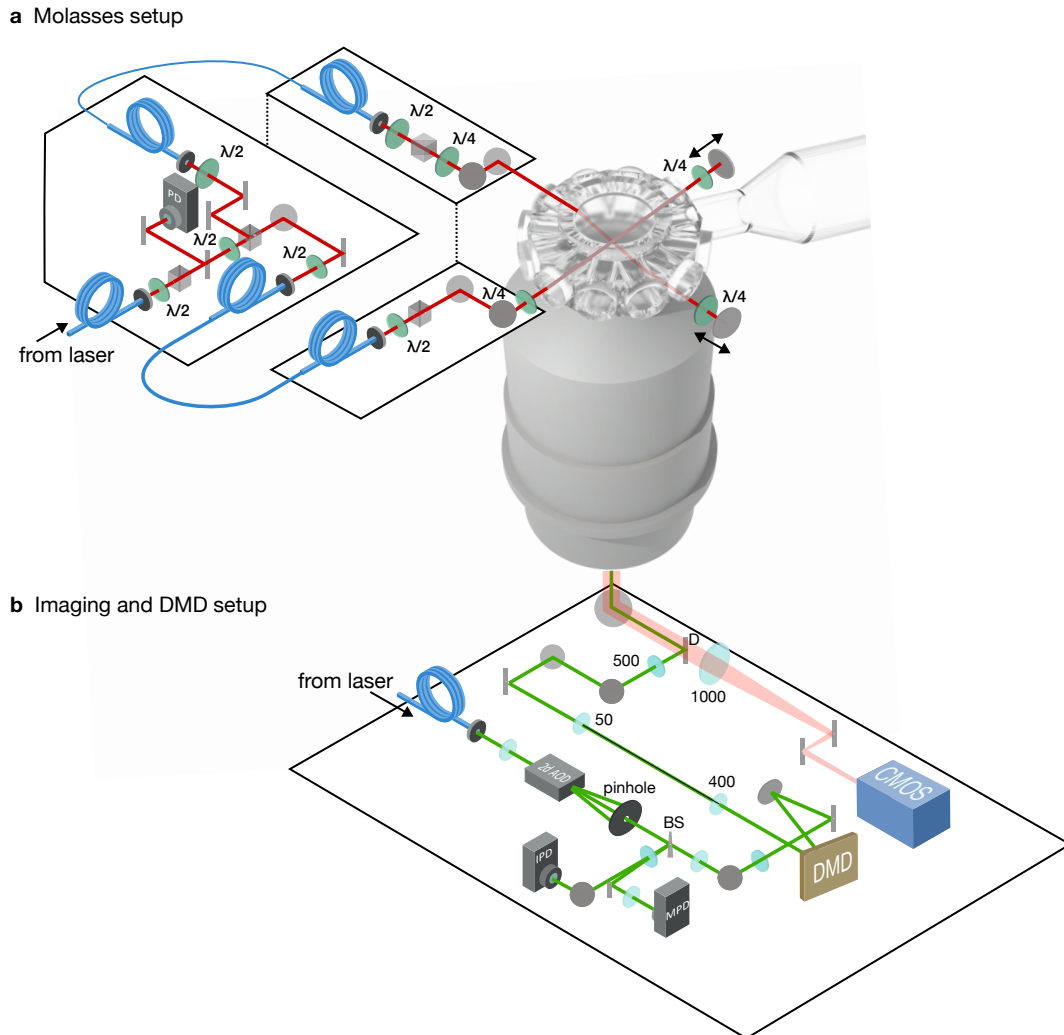 a Molasses setup
λ/2
λ/4
λ/2
PD
λ/4
λ/2
λ/2
λ/2
λ/4
λ/4
λ/2
from laser
b Imaging and DMD setup
D
500
1000
from laser
50
2d AOD
400
pinhole
CMOS
BS
IPD
DMD
MPD